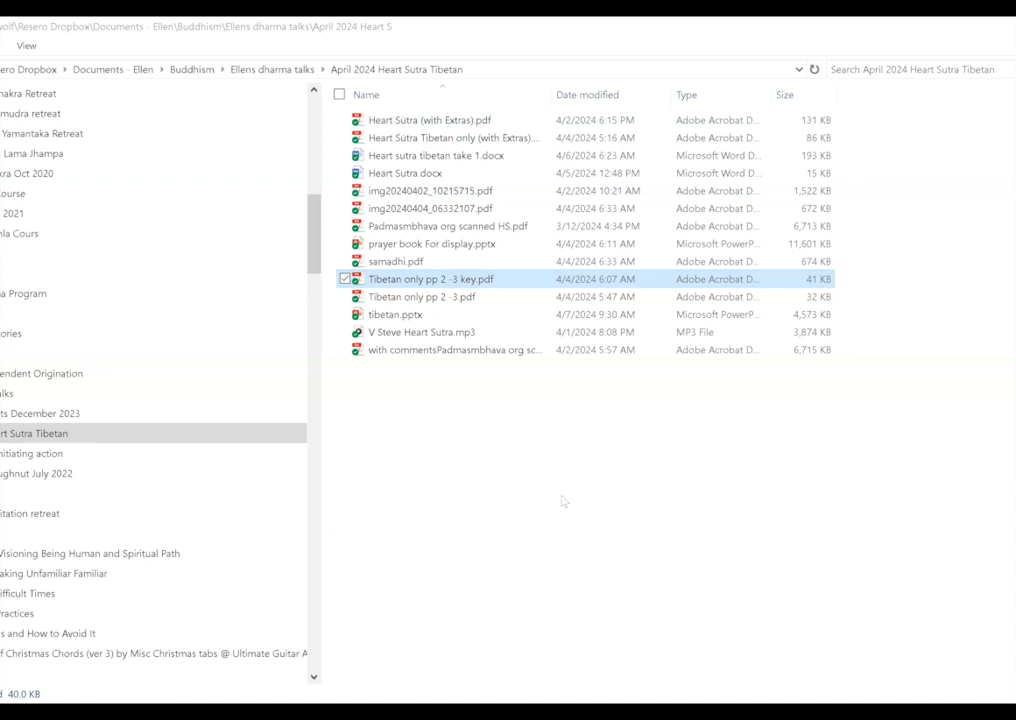 wolf\Resero Dropbox\Documents - Ellen\Buddhism\Ellens dharma talks\April 2024 Heart S
View
ero Dropbox > Documents - Ellen > Buddhism > Ellens dharma talks > April 2024 Heart Sutra Tibetan
Search April 2024 Heart Sutra Tibetan
Name Date modified Type Size
Heart Sūtra (with Extras).pdf 4/2/2024 6:15 PM Adobe Acrobat D... 131 KB
Heart Sūtra Tibetan only (with Extras).... 4/4/2024 5:16 AM Adobe Acrobat D... 86 KB
Heart sutra tibetan take 1.docx 4/6/2024 6:23 AM Microsoft Word D... 193 KB
Heart Sutra.docx 4/5/2024 12:48 PM Microsoft Word D... 15 KB
img20240402_10215715.pdf 4/2/2024 10:21 AM Adobe Acrobat D... 1,522 KB
img20240404_06332107.pdf 4/4/2024 6:33 AM Adobe Acrobat D... 672 KB
Padmasmbhava org scanned HS.pdf 3/12/2024 4:34 PM Adobe Acrobat D... 6,713 KB
prayer book For display.pptx 4/4/2024 6:11 AM Microsoft PowerP... 11,601 KB
samadhi.pdf 4/4/2024 6:33 AM Adobe Acrobat D... 674 KB
Tibetan only pp 2 -3 key.pdf 4/4/2024 6:07 AM Adobe Acrobat D... 41 KB
Tibetan only pp 2 -3.pdf 4/4/2024 5:47 AM Adobe Acrobat D... 32 KB
tibetan.pptx 4/7/2024 9:30 AM Microsoft PowerP... 4,573 KB
V Steve Heart Sutra.mp3 4/1/2024 8:08 PM MP3 File 3,874 KB
with commentsPadmasmbhava org sc... 4/2/2024 5:57 AM Adobe Acrobat D... 6,715 KB
nakra Retreat
mudra retreat
Yamantaka Retreat
Lama Jhampa
kra Oct 2020
Course
2021
nla Cours
na Program
ories
endent Origination
alks
ts December 2023
rt Sutra Tibetan
nitiating action
ughnut July 2022
itation retreat
Visioning Being Human and Spiritual Path
aking Unfamiliar Familiar
ifficult Times
Practices
s and How to Avoid It
f Christmas Chords (ver 3) by Misc Christmas tabs @ Ultimate Guitar A
d 40.0 KB